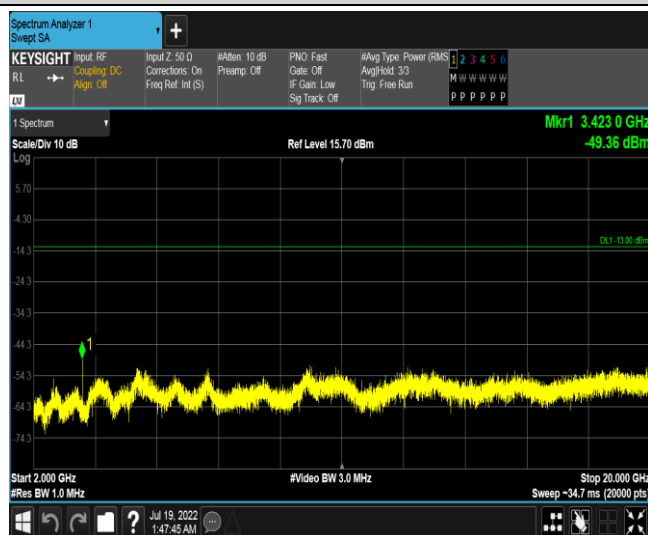 Spectrum Analyzer 1
Swept SA
+
KEYSIGHT
RL
LXI
Input: RF
Coupling: DC
Align: Off
Input Z: 50 Ω
Corrections: On
Freq Ref: Int (S)
#Atten: 10 dB
Preamp: Off
PNO: Fast
Gate: Off
IF Gain: Low
Sig Track: Off
#Avg Type: Power (RMS
Avg|Hold: 3/3
Trig: Free Run
1 2 3 4 5 6
M W W W W W
P P P P P P
1 Spectrum
Mkr1 3.423 0 GHz
Scale/Div 10 dB
Ref Level 15.70 dBm
-49.36 dBm
Log
5.70
-4.30
DL1 -13.00 dBm
-14.3
-24.3
-34.3
-44.3
1
-54.3
-64.3
-74.3
Start 2.000 GHz
#Video BW 3.0 MHz
Stop 20.000 GHz
#Res BW 1.0 MHz
Sweep ~34.7 ms (20000 pts)
?
Jul 19, 2022
1:47:45 AM